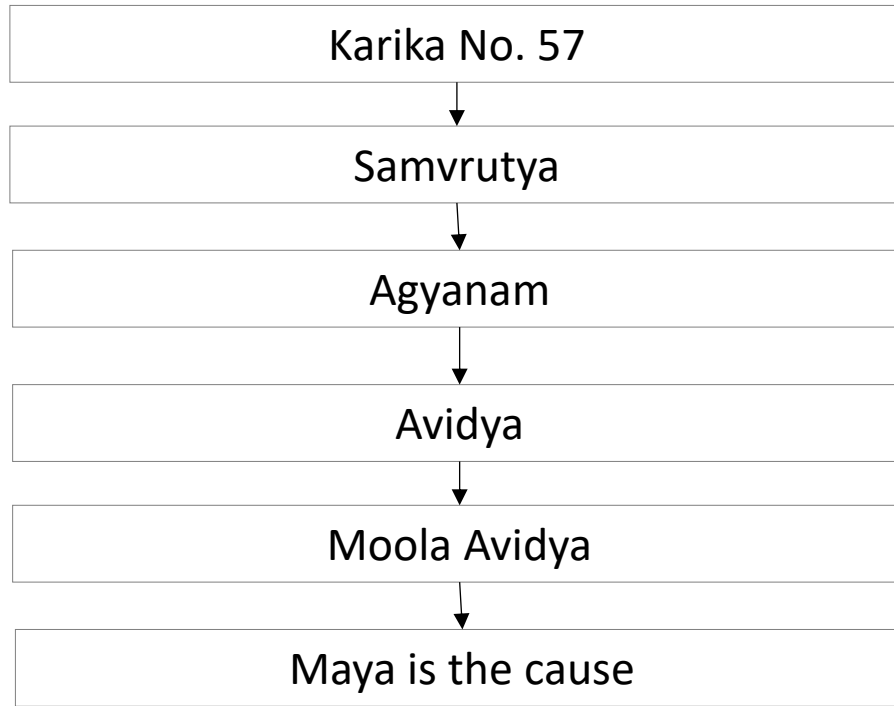 Karika No. 57
Samvrutya
Agyanam
Avidya
Moola Avidya
Maya is the cause